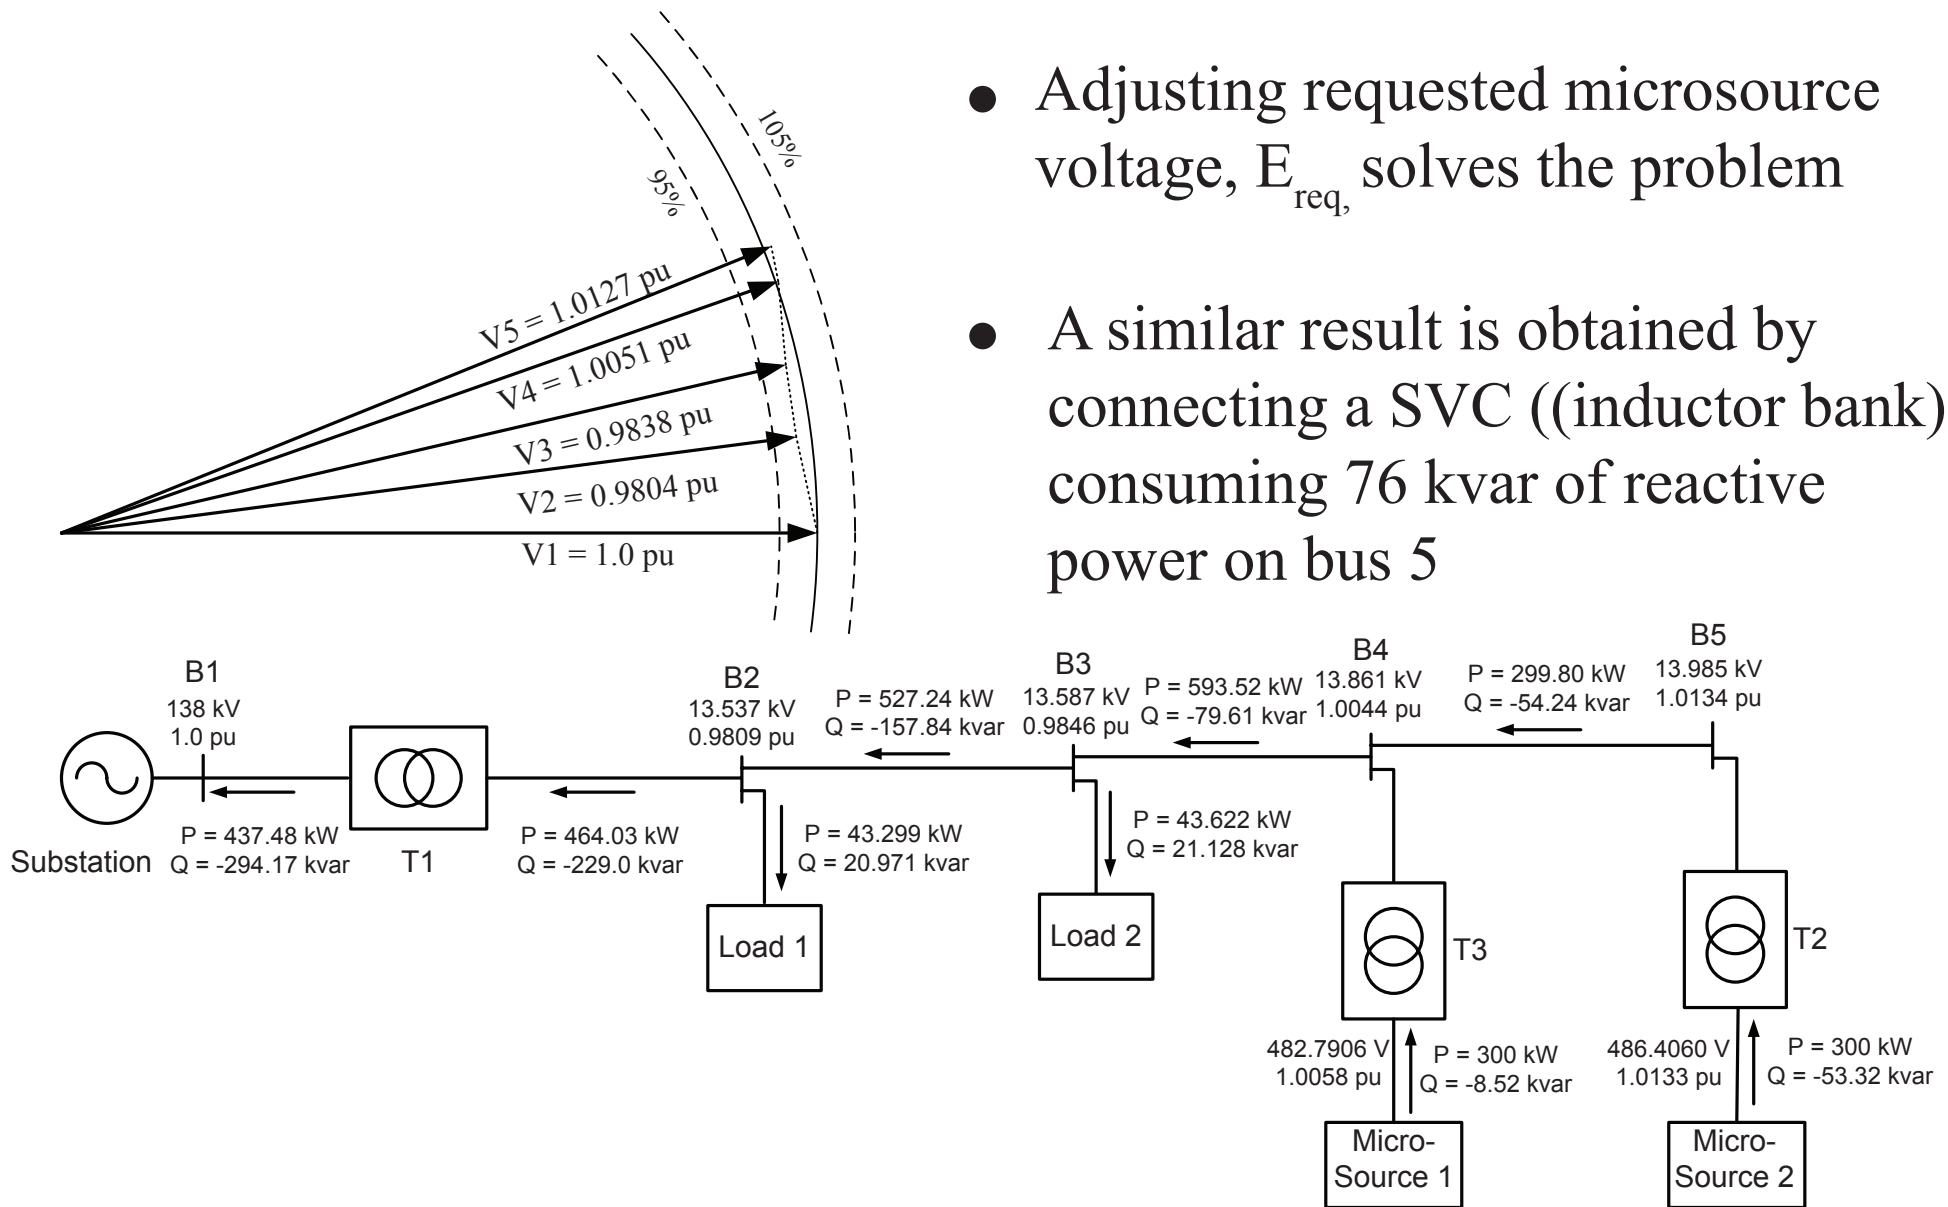 105%
95%
V5 = 1.0127 pu
V4 = 1.0051 pu
V3 = 0.9838 pu
V2 = 0.9804 pu
V1 = 1.0 pu
● Adjusting requested microsource
voltage, E_req, solves the problem
● A similar result is obtained by
connecting a SVC ((inductor bank)
consuming 76 kvar of reactive
power on bus 5
B1
138 kV
1.0 pu
B2
13.537 kV
0.9809 pu
P = 527.24 kW
Q = -157.84 kvar
B3
13.587 kV
0.9846 pu
P = 593.52 kW
Q = -79.61 kvar
B4
13.861 kV
1.0044 pu
P = 299.80 kW
Q = -54.24 kvar
B5
13.985 kV
1.0134 pu
Substation
P = 437.48 kW
Q = -294.17 kvar
T1
P = 464.03 kW
Q = -229.0 kvar
P = 43.299 kW
Q = 20.971 kvar
P = 43.622 kW
Q = 21.128 kvar
Load 1
Load 2
T3
T2
482.7906 V
1.0058 pu
P = 300 kW
Q = -8.52 kvar
486.4060 V
1.0133 pu
P = 300 kW
Q = -53.32 kvar
Micro-
Source 1
Micro-
Source 2